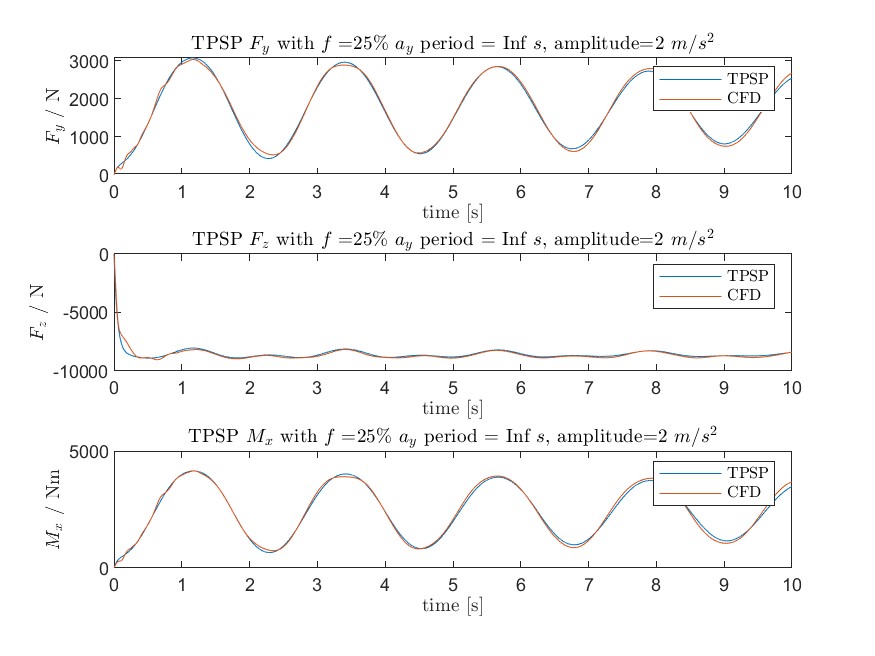 TPSP F_y with f =25% a_y period = Inf s, amplitude=2 m/s^2
3000
2000
1000
0
F_y / N
TPSP
CFD
0 1 2 3 4 5 6 7 8 9 10
time [s]
TPSP F_z with f =25% a_y period = Inf s, amplitude=2 m/s^2
0
-5000
-10000
F_z / N
TPSP
CFD
0 1 2 3 4 5 6 7 8 9 10
time [s]
TPSP M_x with f =25% a_y period = Inf s, amplitude=2 m/s^2
5000
0
M_x / Nm
TPSP
CFD
0 1 2 3 4 5 6 7 8 9 10
time [s]